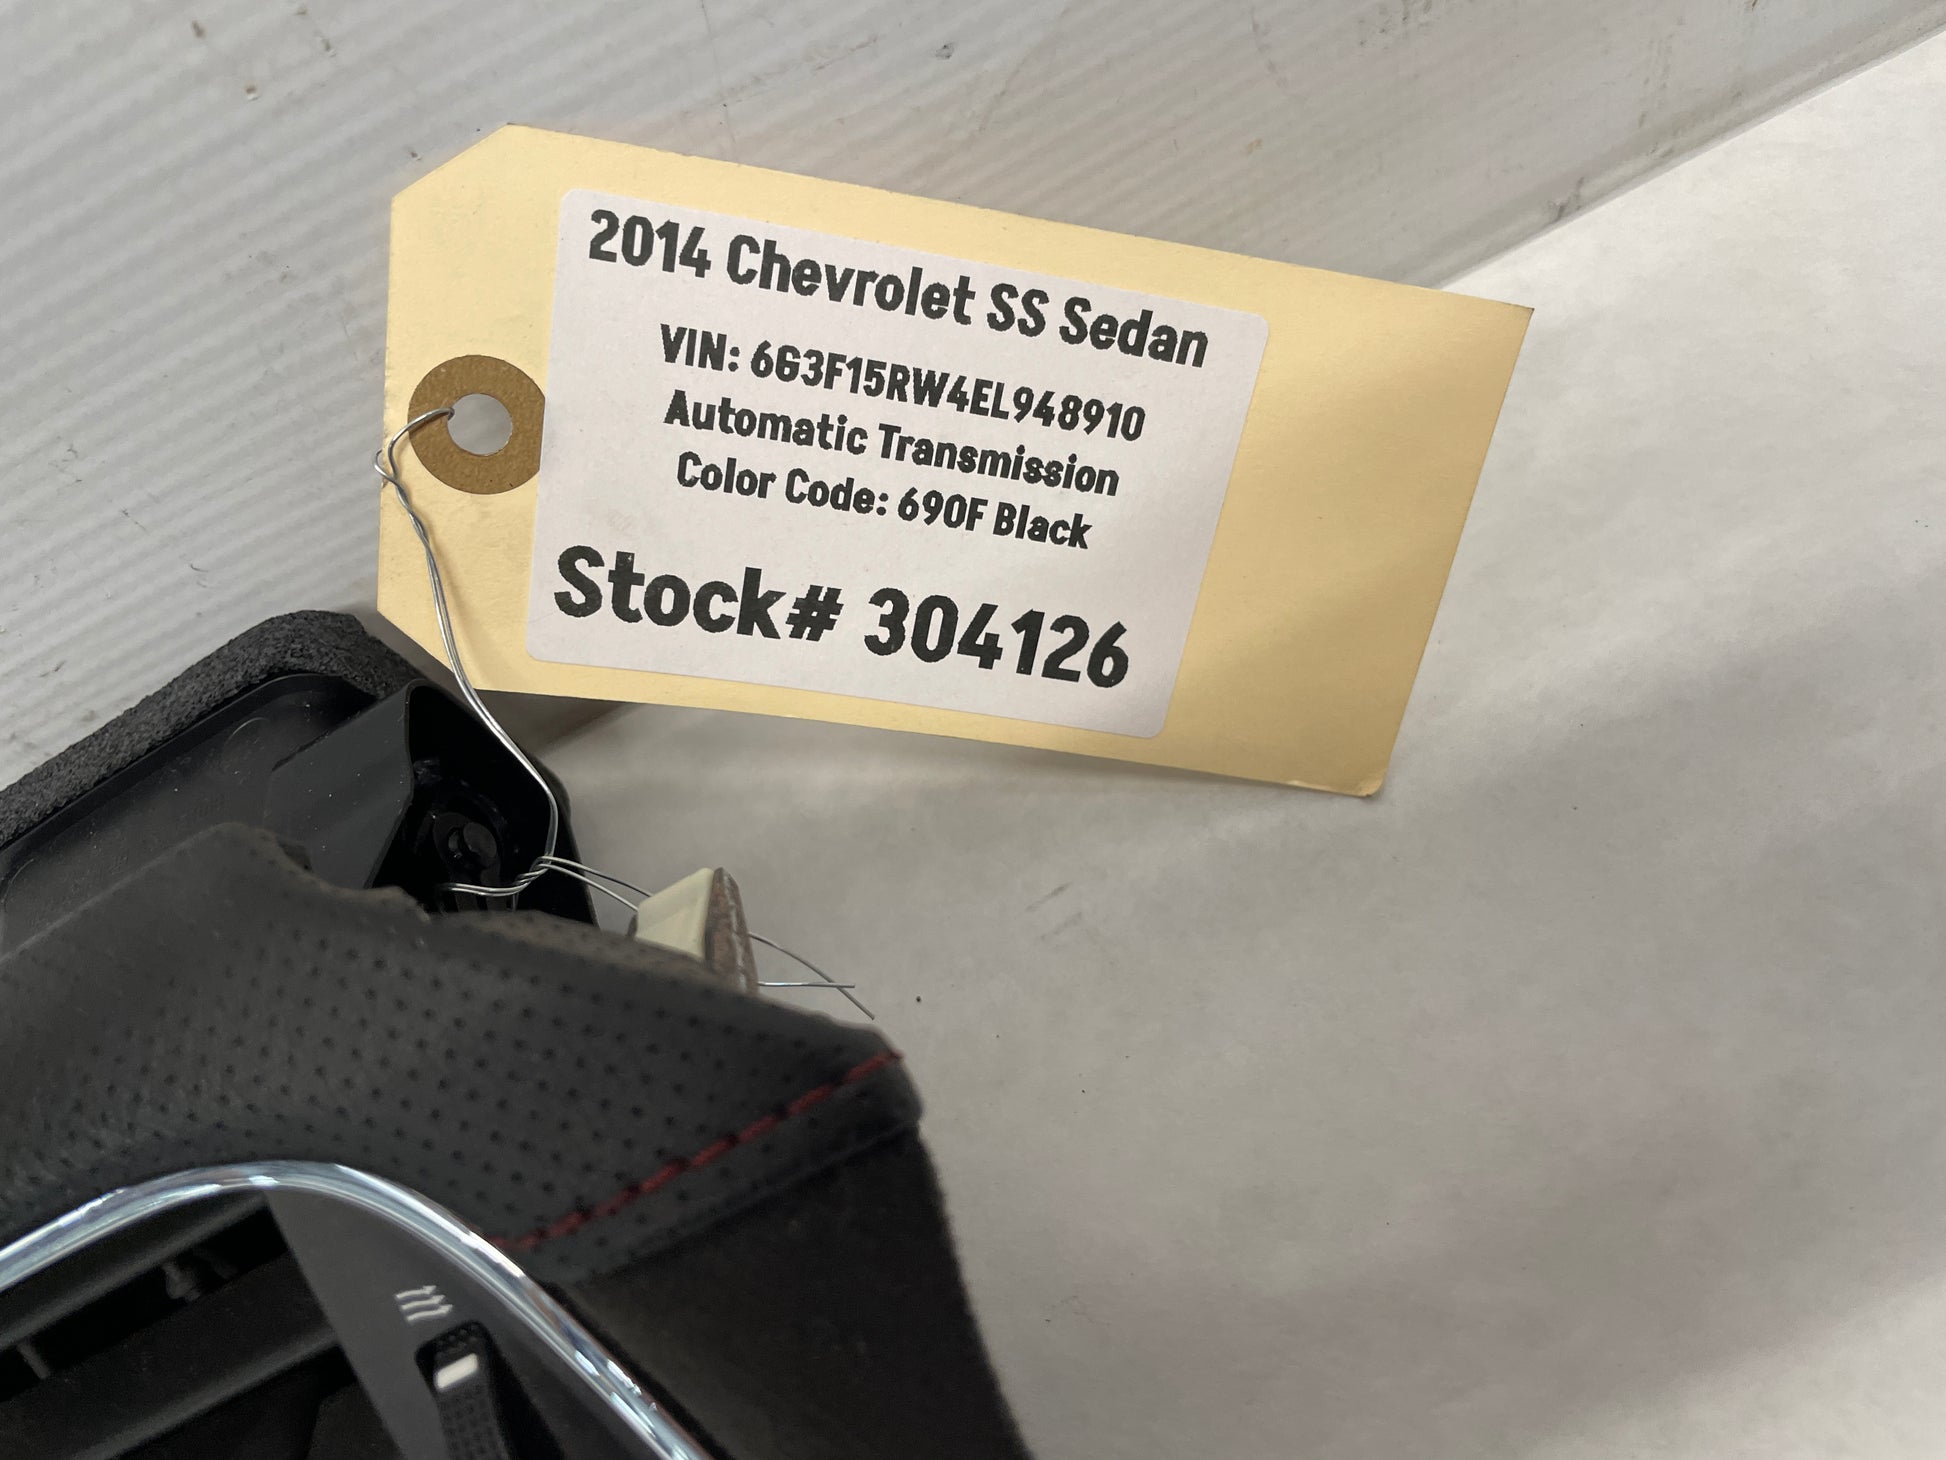 2014 Chevrolet SS Sedan
VIN: 6G3F15RW4EL948910
Automatic Transmission
Color Code: 690F Black
Stock# 304126